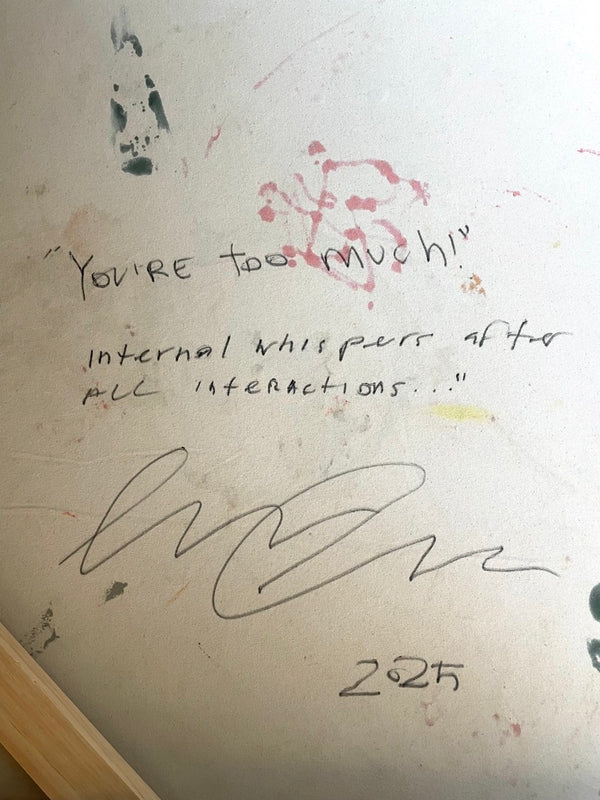 "YOU'RE too much!"
internal whispers after
ALL interactions..."
2025